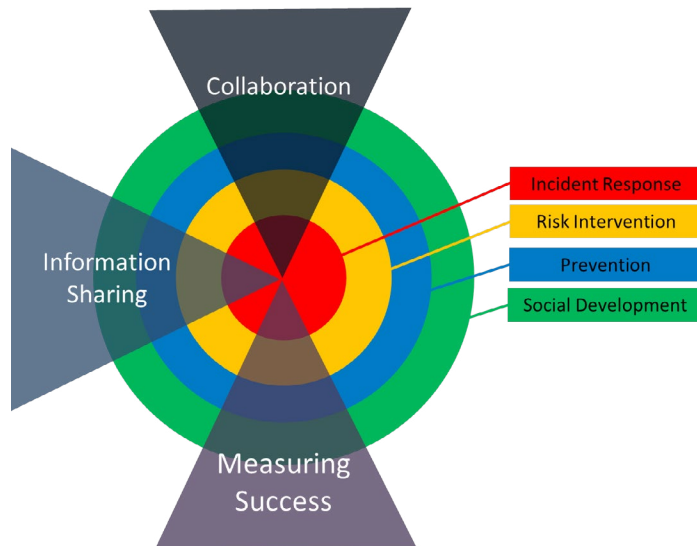 Collaboration
Information
Sharing
Measuring
Success
Incident Response
Risk Intervention
Prevention
Social Development